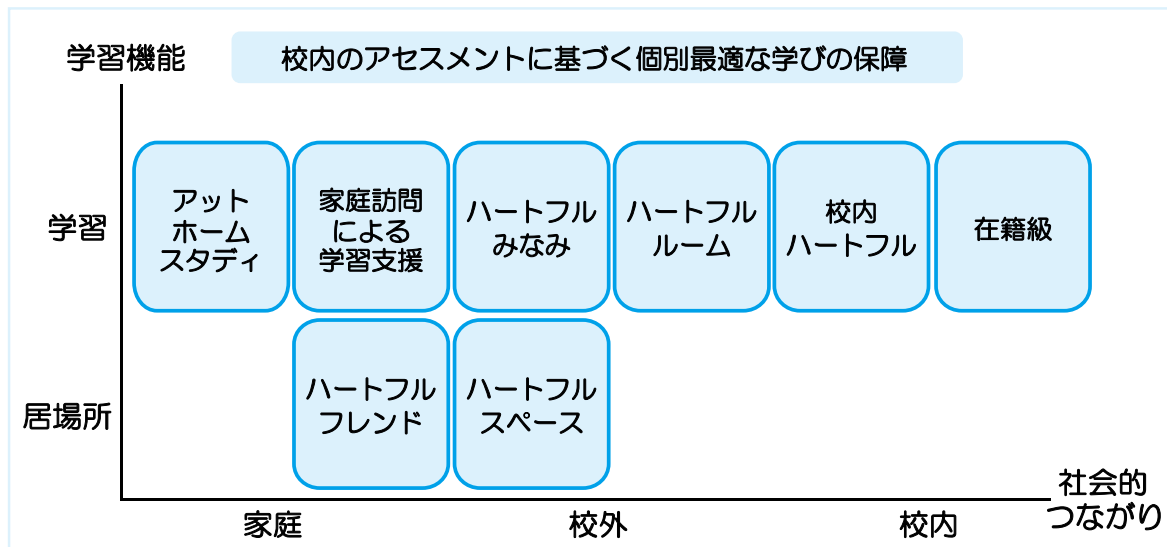 学習機能
校内のアセスメントに基づく個別最適な学びの保障
学習
アット
ホーム
スタディ
家庭訪問
による
学習支援
ハートフル
みなみ
ハートフル
ルーム
校内
ハートフル
在籍級
居場所
ハートフル
フレンド
ハートフル
スペース
家庭
校外
校内
社会的
つながり